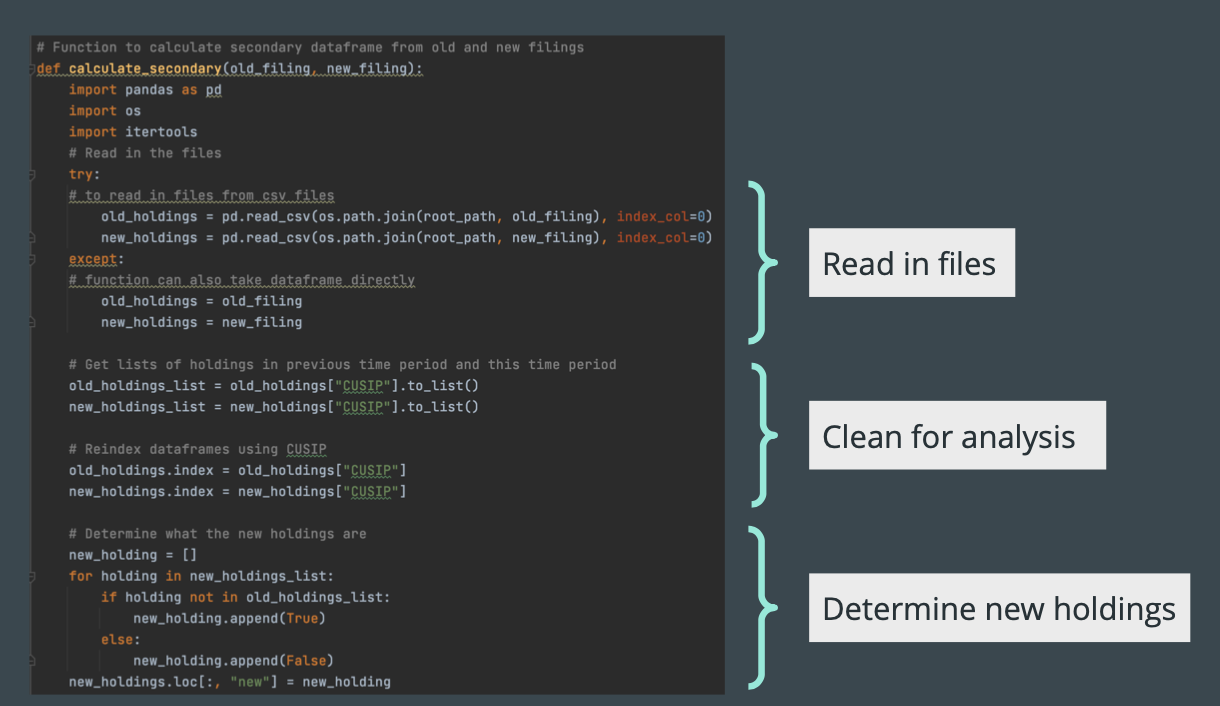 # Function to calculate secondary dataframe from old and new filings
def calculate_secondary(old_filing, new_filing):
    import pandas as pd
    import os
    import itertools
    # Read in the files
    try:
    # to read in files from csv files
        old_holdings = pd.read_csv(os.path.join(root_path, old_filing), index_col=0)
        new_holdings = pd.read_csv(os.path.join(root_path, new_filing), index_col=0)
    except:
    # function can also take dataframe directly
        old_holdings = old_filing
        new_holdings = new_filing

    # Get lists of holdings in previous time period and this time period
    old_holdings_list = old_holdings["CUSIP"].to_list()
    new_holdings_list = new_holdings["CUSIP"].to_list()

    # Reindex dataframes using CUSIP
    old_holdings.index = old_holdings["CUSIP"]
    new_holdings.index = new_holdings["CUSIP"]

    # Determine what the new holdings are
    new_holding = []
    for holding in new_holdings_list:
        if holding not in old_holdings_list:
            new_holding.append(True)
        else:
            new_holding.append(False)
    new_holdings.loc[:, "new"] = new_holding
Read in files
Clean for analysis
Determine new holdings